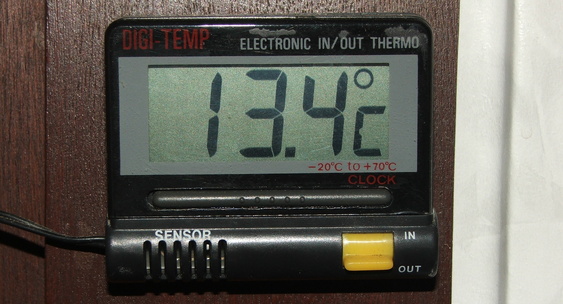 DIGI-TEMP
ELECTRONIC IN/OUT THERMO
13.4°C
-20°C to +70°C
CLOCK
SENSOR
IN
OUT